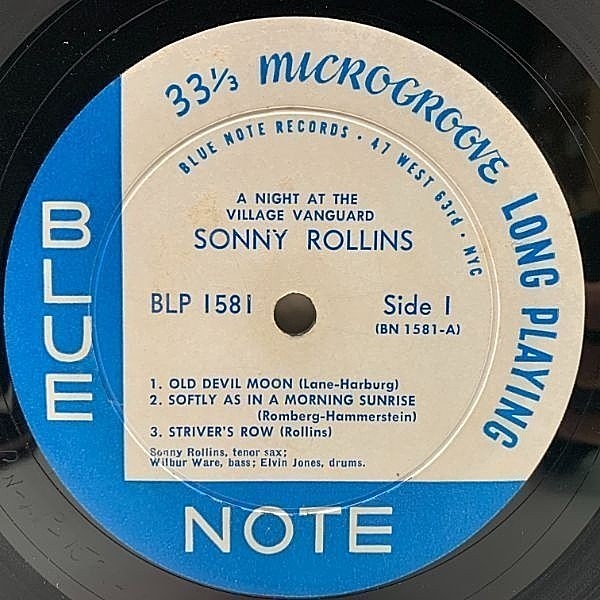 33⅓ MICROGROOVE LONG PLAYING
BLUE NOTE RECORDS · 47 WEST 63rd · NYC
A NIGHT AT THE
VILLAGE VANGUARD
SONNY ROLLINS
BLP 1581 Side 1
(BN 1581-A)
1. OLD DEVIL MOON (Lane-Harburg)
2. SOFTLY AS IN A MORNING SUNRISE
(Romberg-Hammerstein)
3. STRIVER'S ROW (Rollins)
Sonny Rollins, tenor sax;
Wilbur Ware, bass; Elvin Jones, drums.
BLUE
NOTE